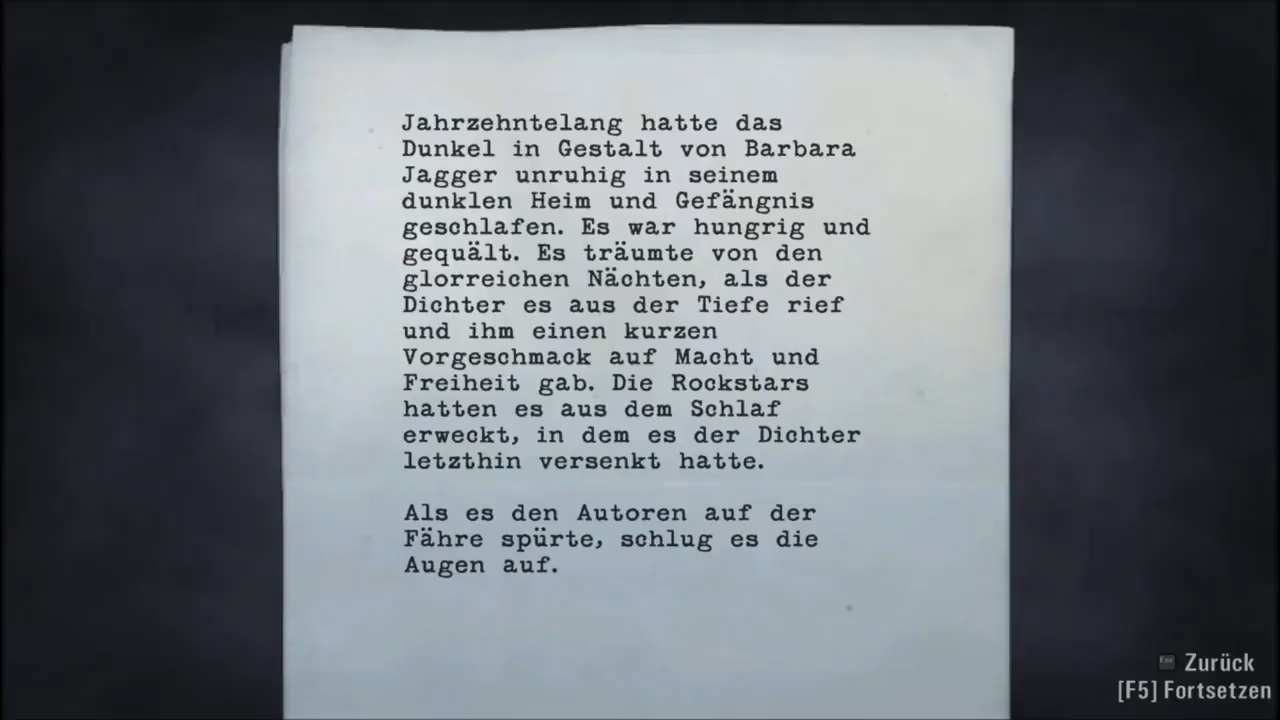 Jahrzehntelang hatte das
Dunkel in Gestalt von Barbara
Jagger unruhig in seinem
dunklen Heim und Gefängnis
geschlafen. Es war hungrig und
gequält. Es träumte von den
glorreichen Nächten, als der
Dichter es aus der Tiefe rief
und ihm einen kurzen
Vorgeschmack auf Macht und
Freiheit gab. Die Rockstars
hatten es aus dem Schlaf
erweckt, in dem es der Dichter
letzthin versenkt hatte.

Als es den Autoren auf der
Fähre spürte, schlug es die
Augen auf.

Esc Zurück
[F5] Fortsetzen